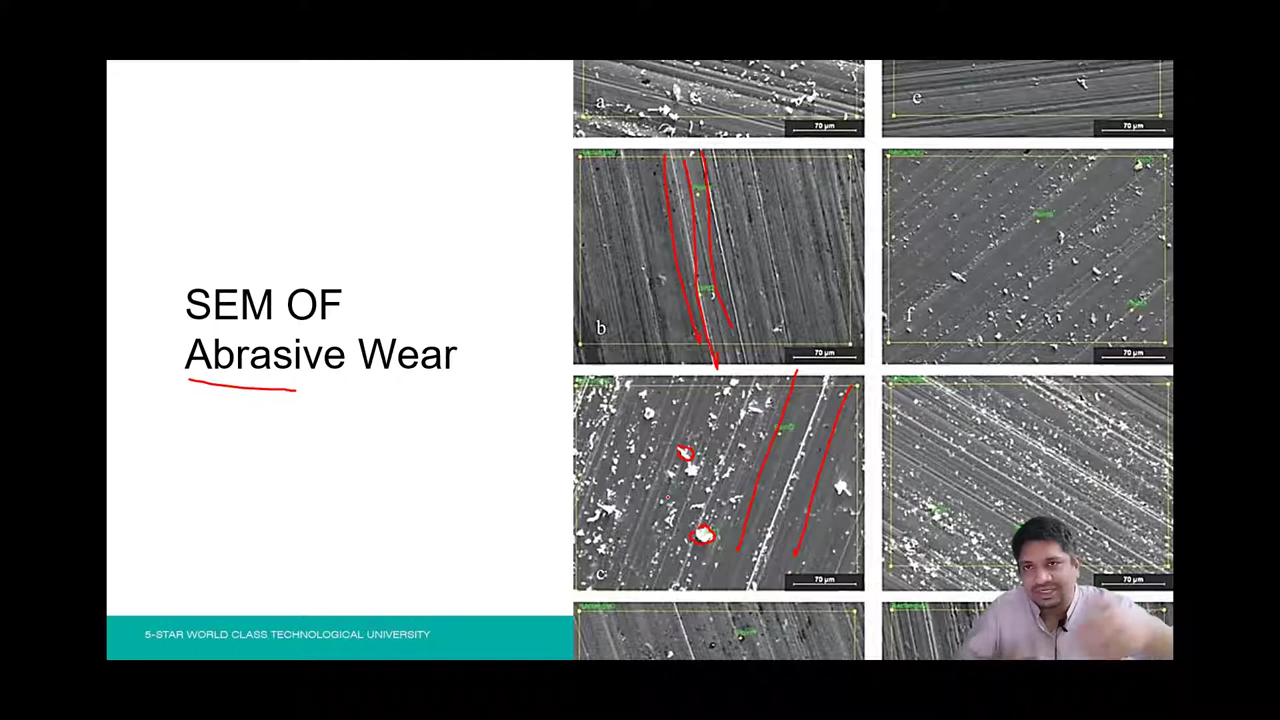 SEM OF
Abrasive Wear
5-STAR WORLD CLASS TECHNOLOGICAL UNIVERSITY
a
70 µm
e
70 µm
b
70 µm
f
70 µm
c
70 µm
70 µm